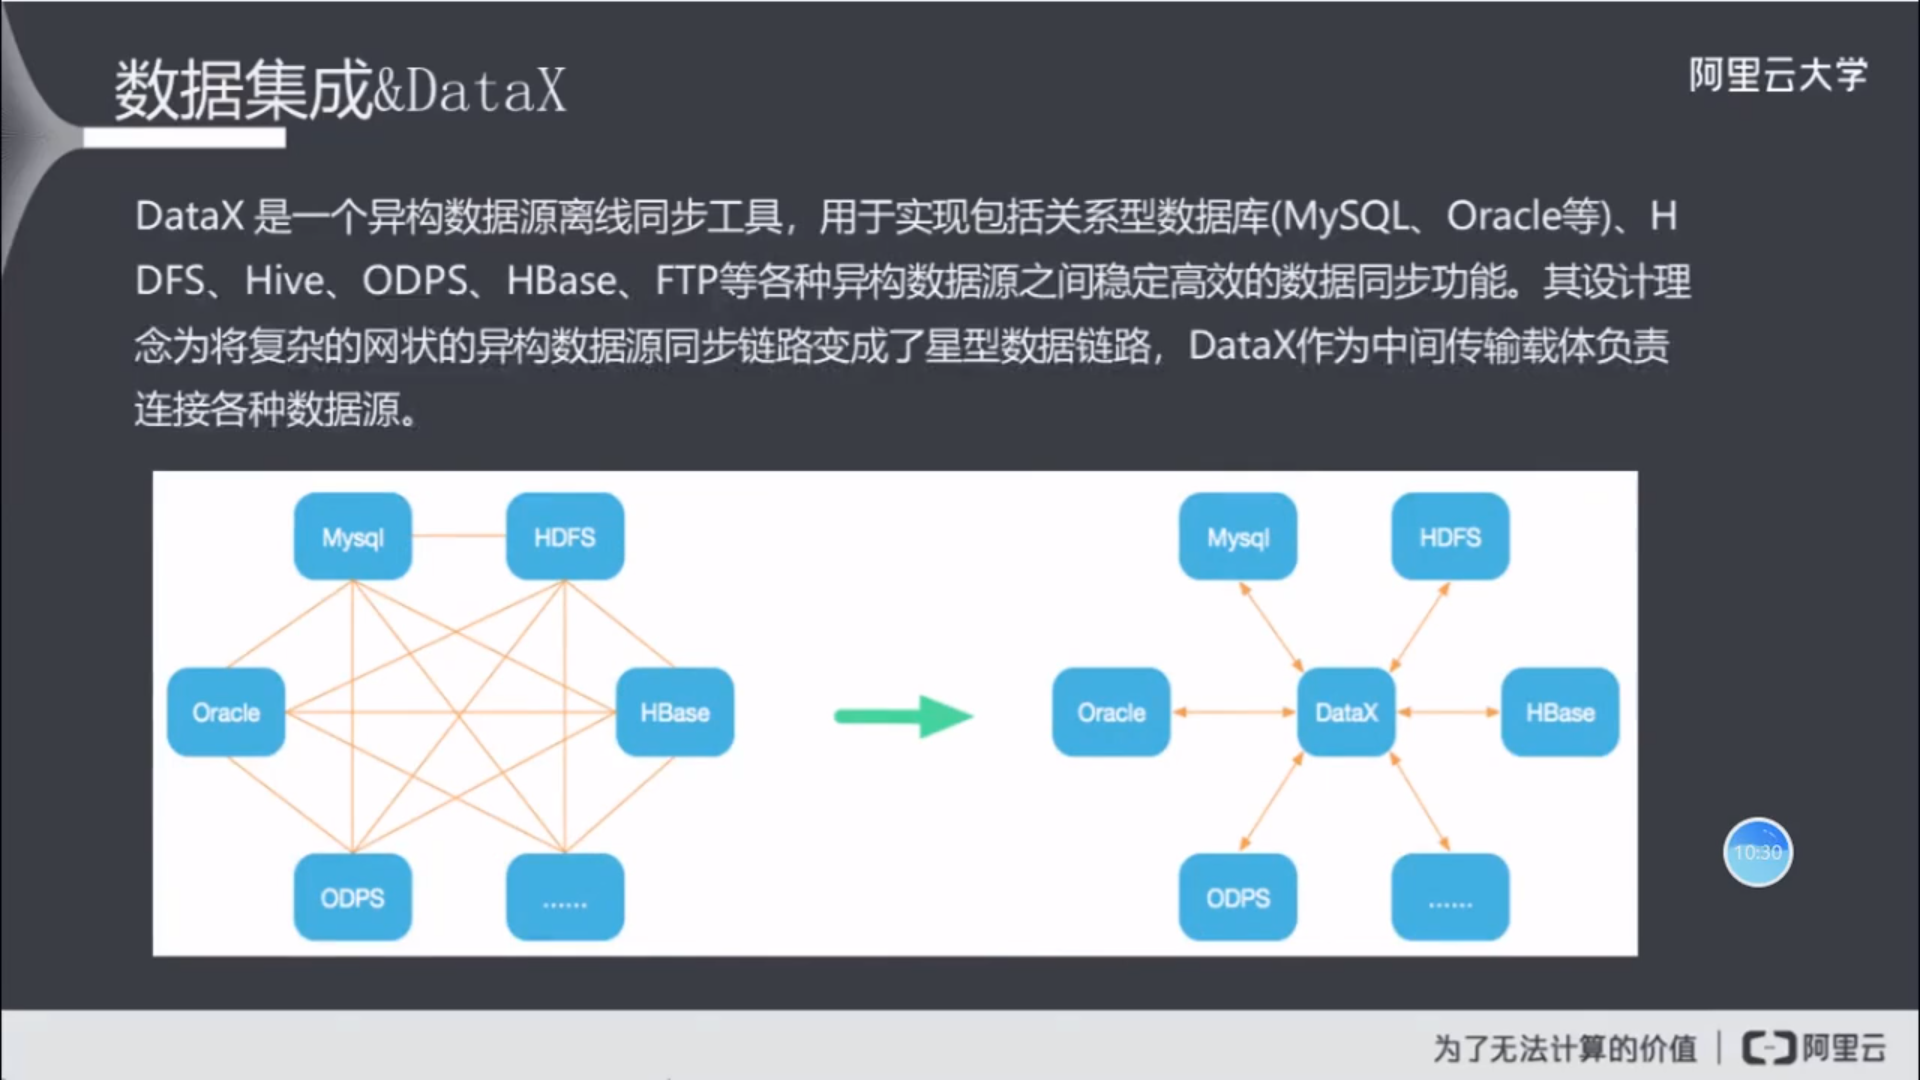 数据集成&DataX
阿里云大学
DataX 是一个异构数据源离线同步工具，用于实现包括关系型数据库(MySQL、Oracle等)、H
DFS、Hive、ODPS、HBase、FTP等各种异构数据源之间稳定高效的数据同步功能。其设计理
念为将复杂的网状的异构数据源同步链路变成了星型数据链路，DataX作为中间传输载体负责
连接各种数据源。
Mysql
HDFS
Oracle
HBase
ODPS
......
Mysql
HDFS
Oracle
DataX
HBase
ODPS
......
10:30
为了无法计算的价值 | 阿里云